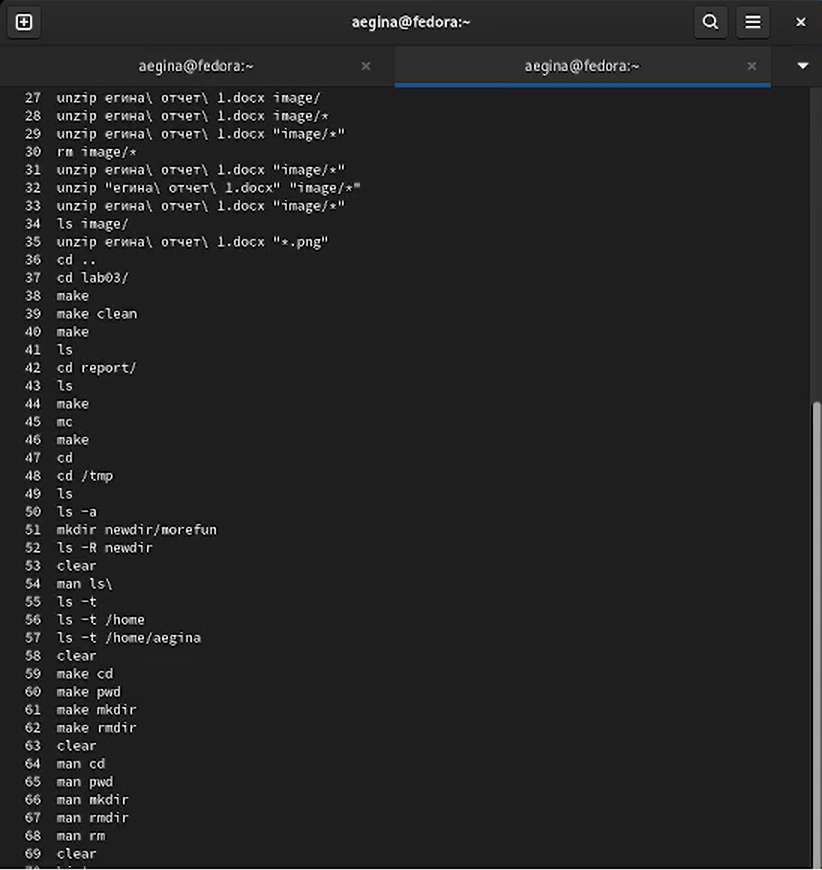 aegina@fedora:~
aegina@fedora:~ × aegina@fedora:~ ×
27 unzip егина\ отчет\ 1.docx image/
28 unzip егина\ отчет\ 1.docx image/*
29 unzip егина\ отчет\ 1.docx "image/*"
30 rm image/*
31 unzip егина\ отчет\ 1.docx "image/*"
32 unzip "егина\ отчет\ 1.docx" "image/*"
33 unzip егина\ отчет\ 1.docx "image/*"
34 ls image/
35 unzip егина\ отчет\ 1.docx "*.png"
36 cd ..
37 cd lab03/
38 make
39 make clean
40 make
41 ls
42 cd report/
43 ls
44 make
45 mc
46 make
47 cd
48 cd /tmp
49 ls
50 ls -a
51 mkdir newdir/morefun
52 ls -R newdir
53 clear
54 man ls\
55 ls -t
56 ls -t /home
57 ls -t /home/aegina
58 clear
59 make cd
60 make pwd
61 make mkdir
62 make rmdir
63 clear
64 man cd
65 man pwd
66 man mkdir
67 man rmdir
68 man rm
69 clear